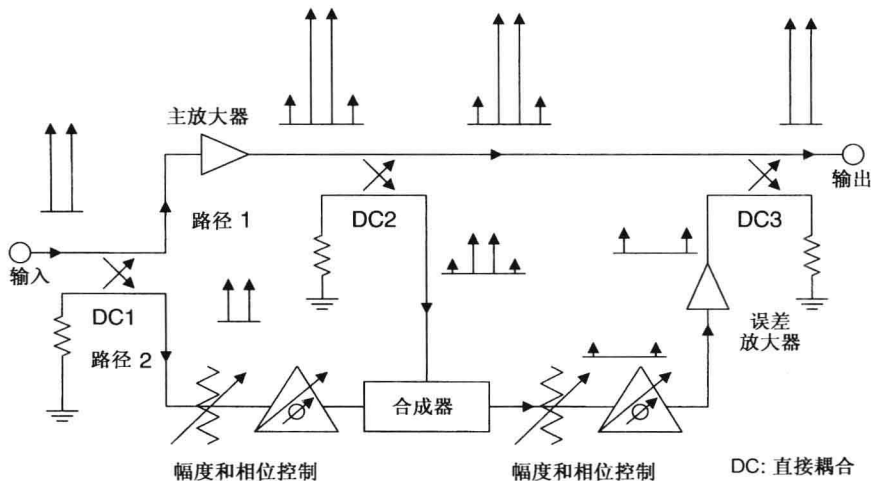 主放大器
输入
路径 1
DC1
路径 2
DC2
DC3
输出
误差
放大器
合成器
幅度和相位控制
幅度和相位控制
DC: 直接耦合